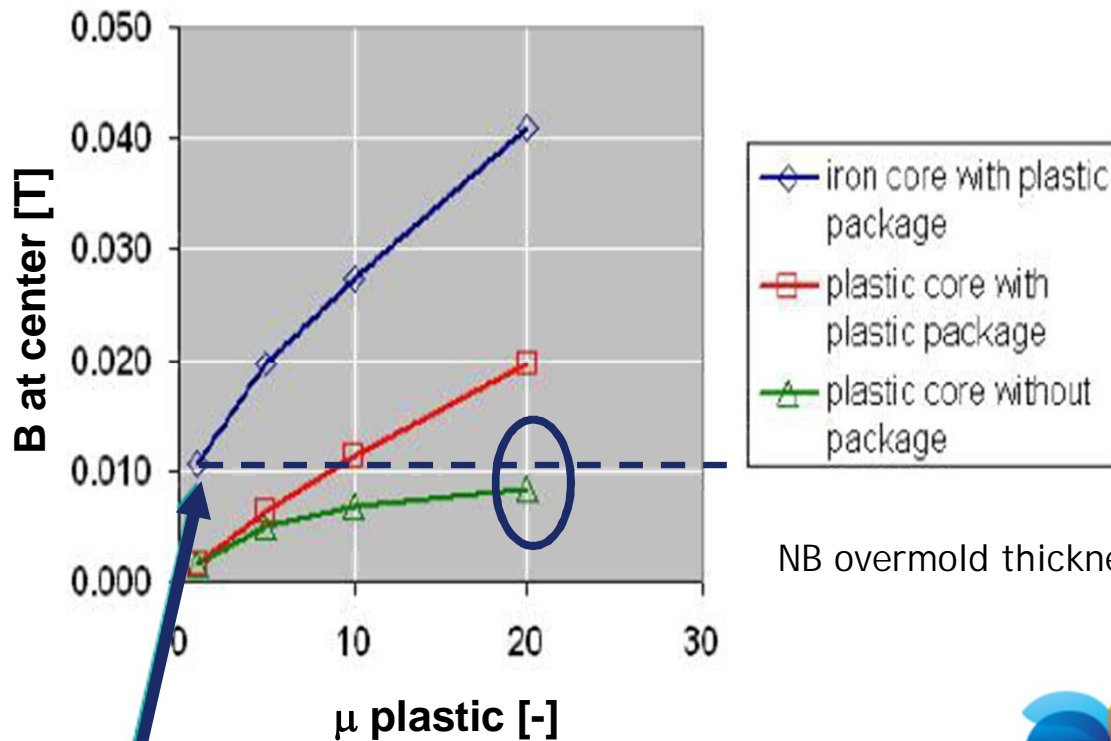 0.050
0.040
0.030
0.020
0.010
0.000
B at center [T]
0
10
20
30
μ plastic [-]
iron core with plastic
package
plastic core with
plastic package
plastic core without
package
NB overmold